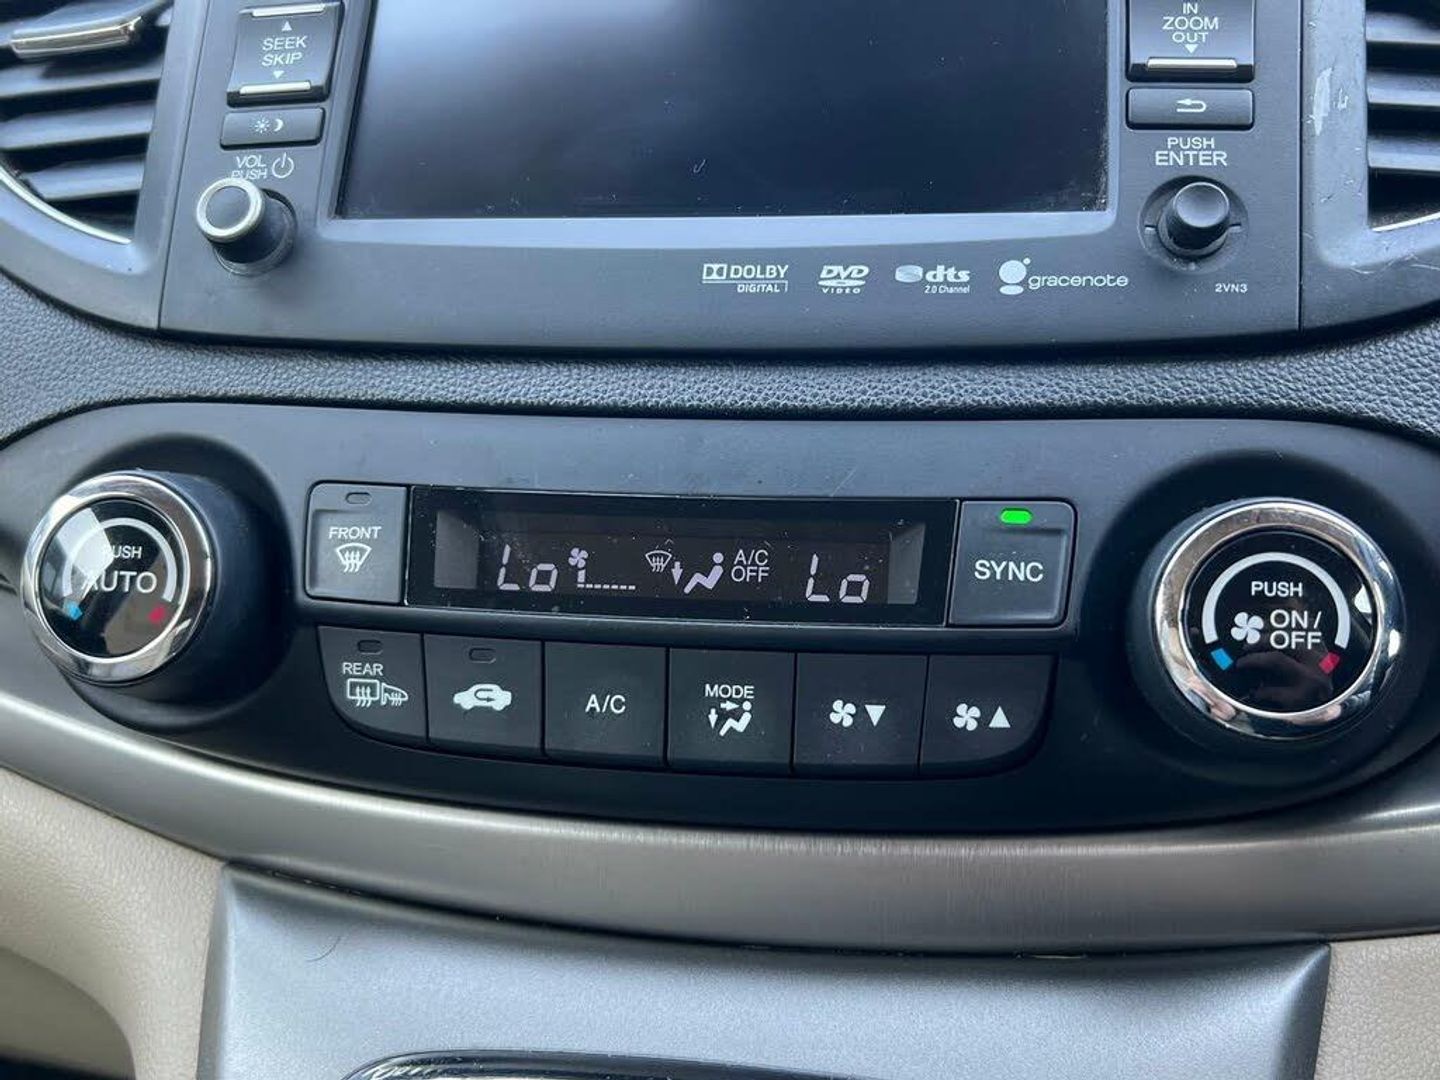 SEEK
SKIP
VOL
PUSH
IN
ZOOM
OUT
PUSH
ENTER
DOLBY
DIGITAL
DVD
VIDEO
dts
2.0 Channel
gracenote
2VN3
PUSH
AUTO
FRONT
Lo
A/C
OFF
Lo
SYNC
PUSH
ON/
OFF
REAR
A/C
MODE